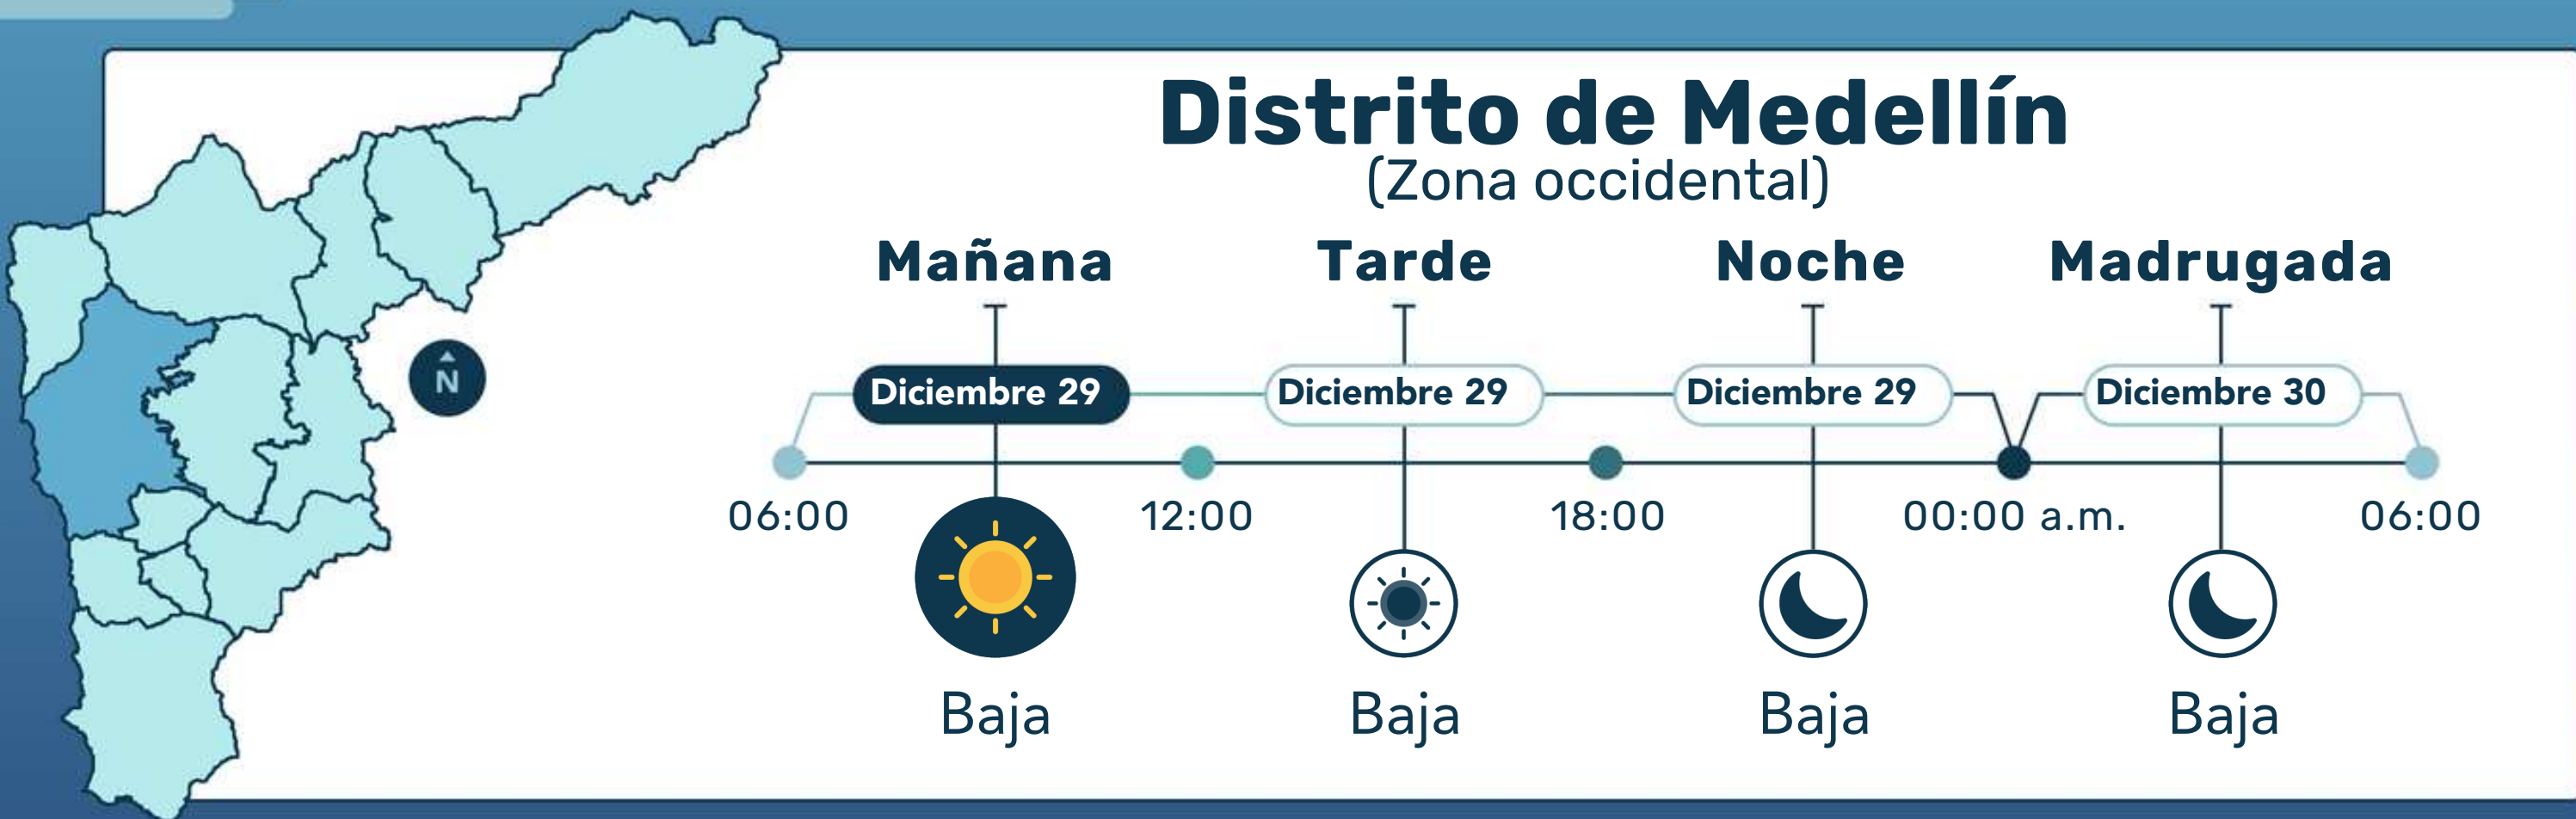 Distrito de Medellín
(Zona occidental)
Mañana Tarde Noche Madrugada
N
Diciembre 29 Diciembre 29 Diciembre 29 Diciembre 30
06:00 12:00 18:00 00:00 a.m. 06:00
Baja Baja Baja Baja